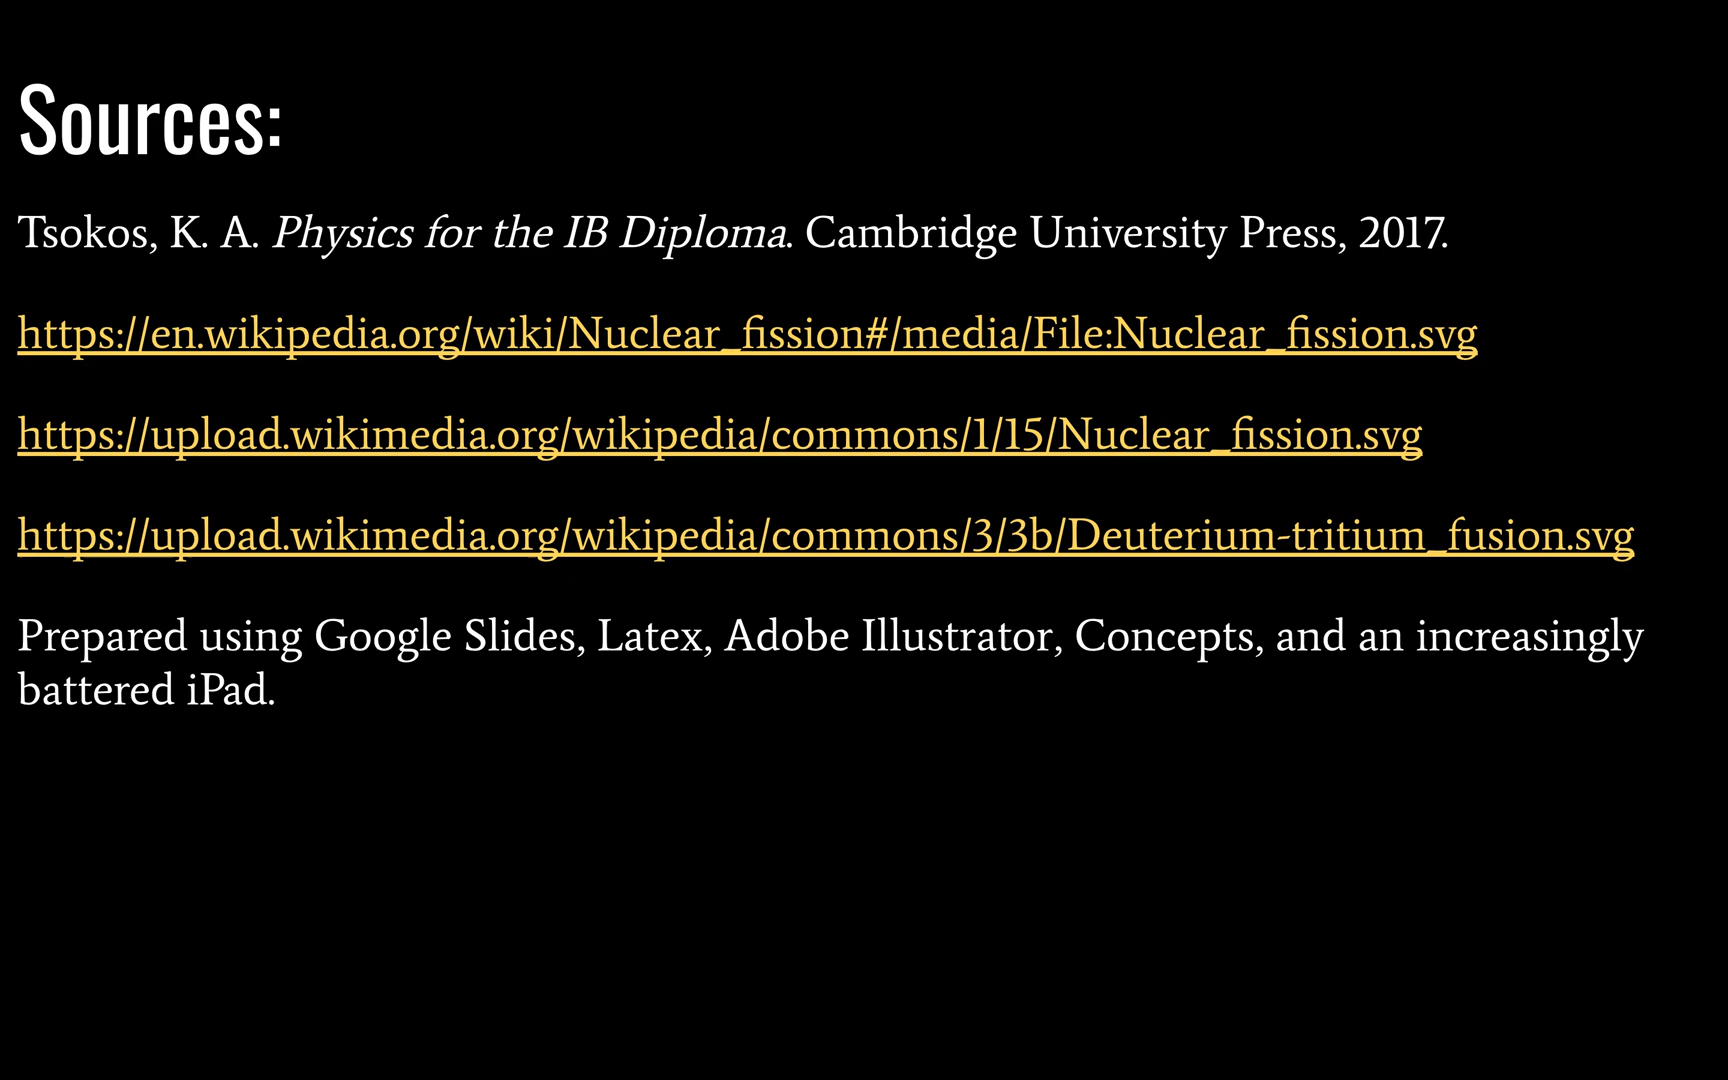 Sources:
Tsokos, K. A. Physics for the IB Diploma. Cambridge University Press, 2017.
https://en.wikipedia.org/wiki/Nuclear_fission#/media/File:Nuclear_fission.svg
https://upload.wikimedia.org/wikipedia/commons/1/15/Nuclear_fission.svg
https://upload.wikimedia.org/wikipedia/commons/3/3b/Deuterium-tritium_fusion.svg
Prepared using Google Slides, Latex, Adobe Illustrator, Concepts, and an increasingly
battered iPad.